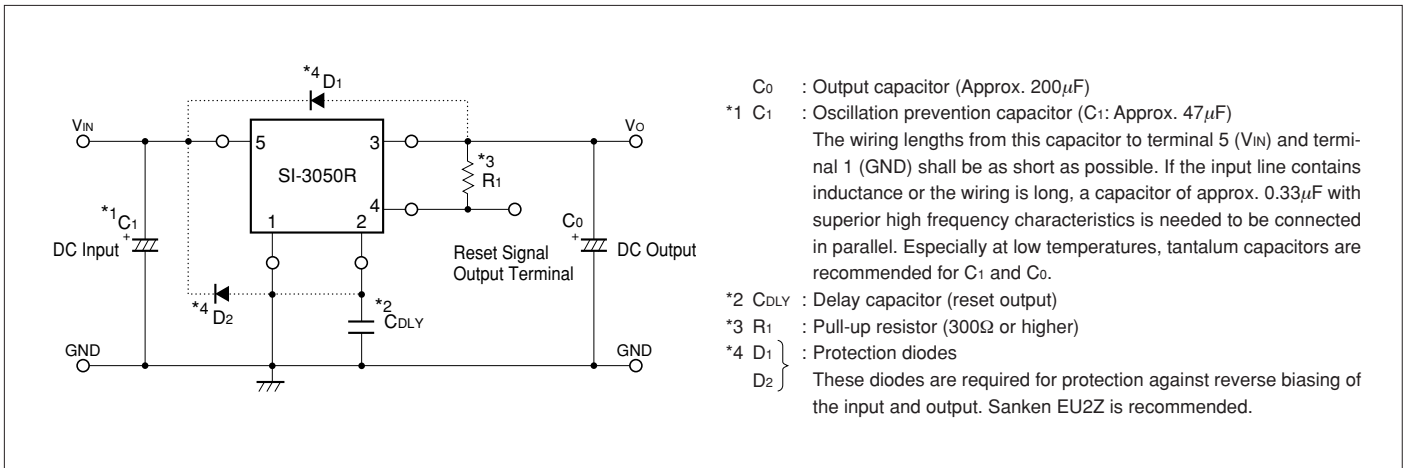 *4 D1
VIN
5
3
VO
SI-3050R
*3
R1
4
*1 C1
+
1
2
C0
+
DC Input
Reset Signal
Output Terminal
DC Output
*4 D2
*2
CDLY
GND
GND
C0 : Output capacitor (Approx. 200μF)
*1 C1 : Oscillation prevention capacitor (C1: Approx. 47μF)
The wiring lengths from this capacitor to terminal 5 (VIN) and termi-
nal 1 (GND) shall be as short as possible. If the input line contains
inductance or the wiring is long, a capacitor of approx. 0.33μF with
superior high frequency characteristics is needed to be connected
in parallel. Especially at low temperatures, tantalum capacitors are
recommended for C1 and C0.
*2 CDLY : Delay capacitor (reset output)
*3 R1 : Pull-up resistor (300Ω or higher)
*4 D1 : Protection diodes
D2 These diodes are required for protection against reverse biasing of
the input and output. Sanken EU2Z is recommended.